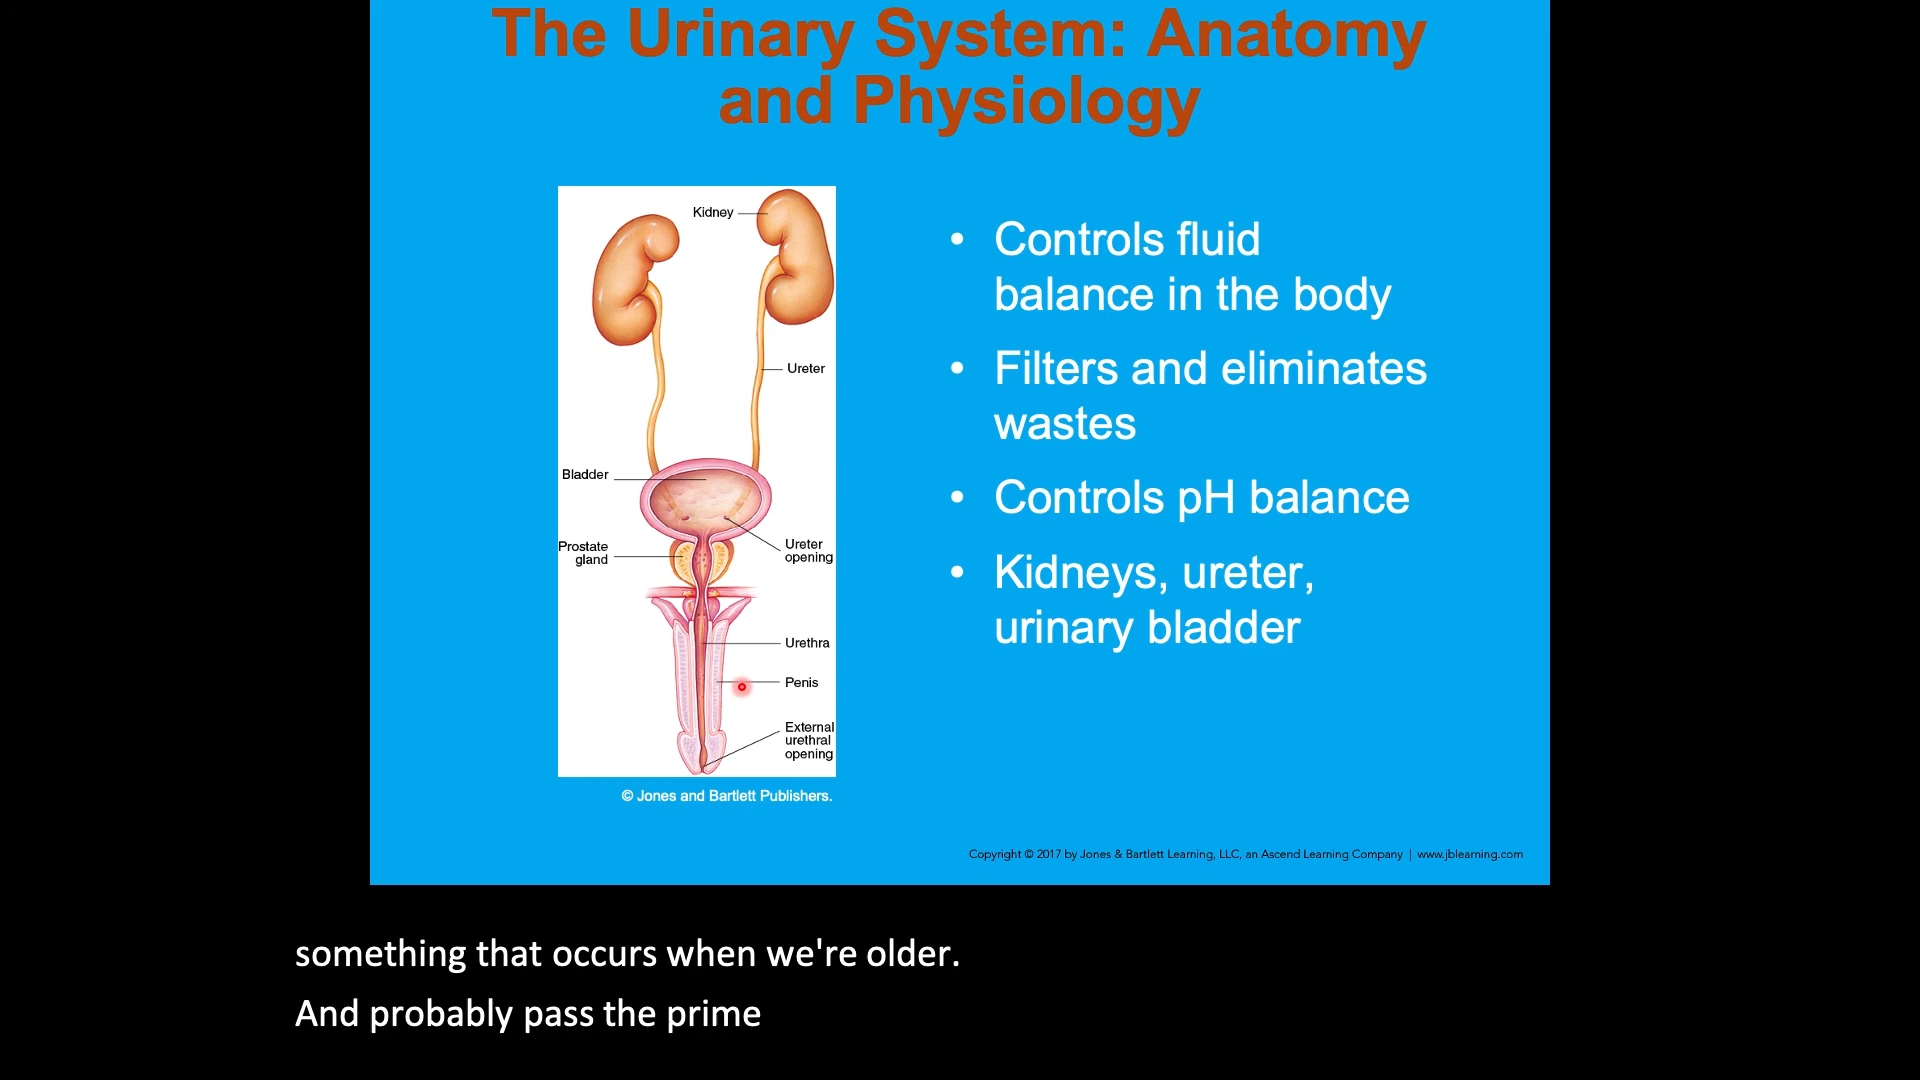 The Urinary System: Anatomy
and Physiology
Kidney
Ureter
Bladder
Prostate
gland
Ureter
opening
Urethra
Penis
External
urethral
opening
© Jones and Bartlett Publishers.
• Controls fluid
balance in the body
• Filters and eliminates
wastes
• Controls pH balance
• Kidneys, ureter,
urinary bladder
Copyright © 2017 by Jones & Bartlett Learning, LLC, an Ascend Learning Company | www.jblearning.com
something that occurs when we're older.
And probably pass the prime